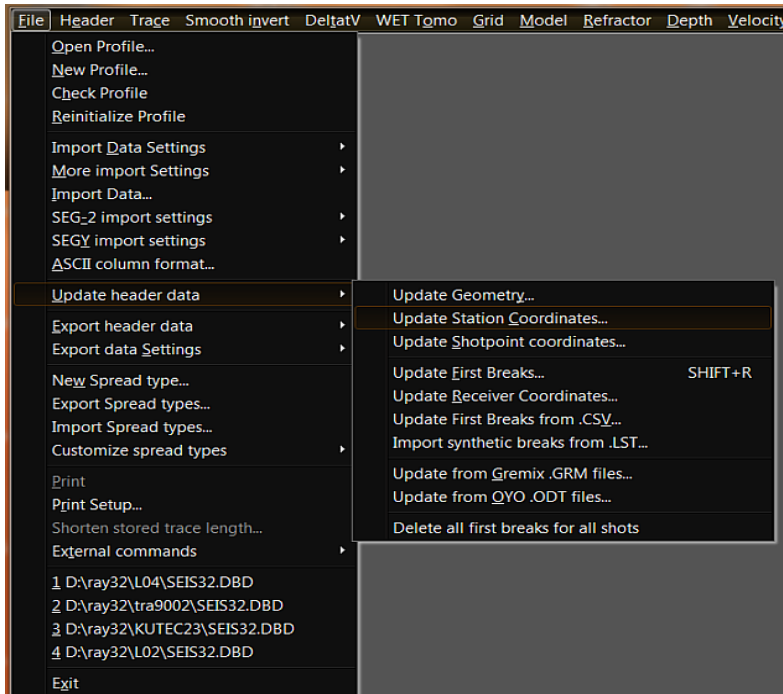 File Header Trace Smooth invert DeltatV WET Tomo Grid Model Refractor Depth Velocity
Open Profile...
New Profile...
Check Profile
Reinitialize Profile
Import Data Settings
More import Settings
Import Data...
SEG-2 import settings
SEGY import settings
ASCII column format...
Update header data
Export header data
Export data Settings
New Spread type...
Export Spread types...
Import Spread types...
Customize spread types
Print
Print Setup...
Shorten stored trace length...
External commands
1 D:\ray32\L04\SEIS32.DBD
2 D:\ray32\tra9002\SEIS32.DBD
3 D:\ray32\KUTEC23\SEIS32.DBD
4 D:\ray32\L02\SEIS32.DBD
Exit
Update Geometry...
Update Station Coordinates...
Update Shotpoint coordinates...
Update First Breaks... SHIFT+R
Update Receiver Coordinates...
Update First Breaks from .CSV...
Import synthetic breaks from .LST...
Update from Gremix .GRM files...
Update from OYO .ODT files...
Delete all first breaks for all shots